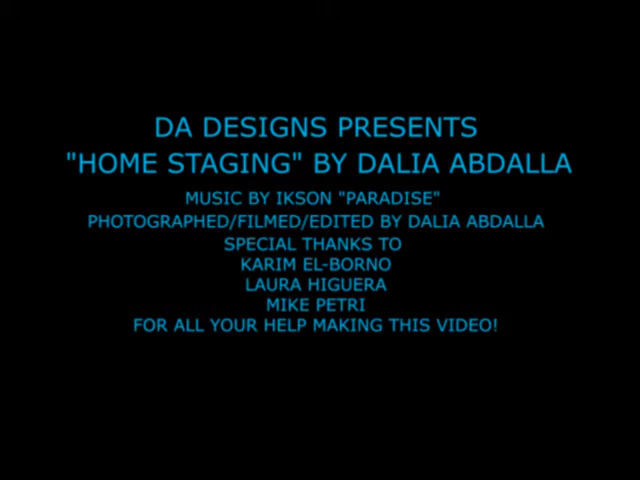 DA DESIGNS PRESENTS
"HOME STAGING" BY DALIA ABDALLA
MUSIC BY IKSON "PARADISE"
PHOTOGRAPHED/FILMED/EDITED BY DALIA ABDALLA
SPECIAL THANKS TO
KARIM EL-BORNO
LAURA HIGUERA
MIKE PETRI
FOR ALL YOUR HELP MAKING THIS VIDEO!